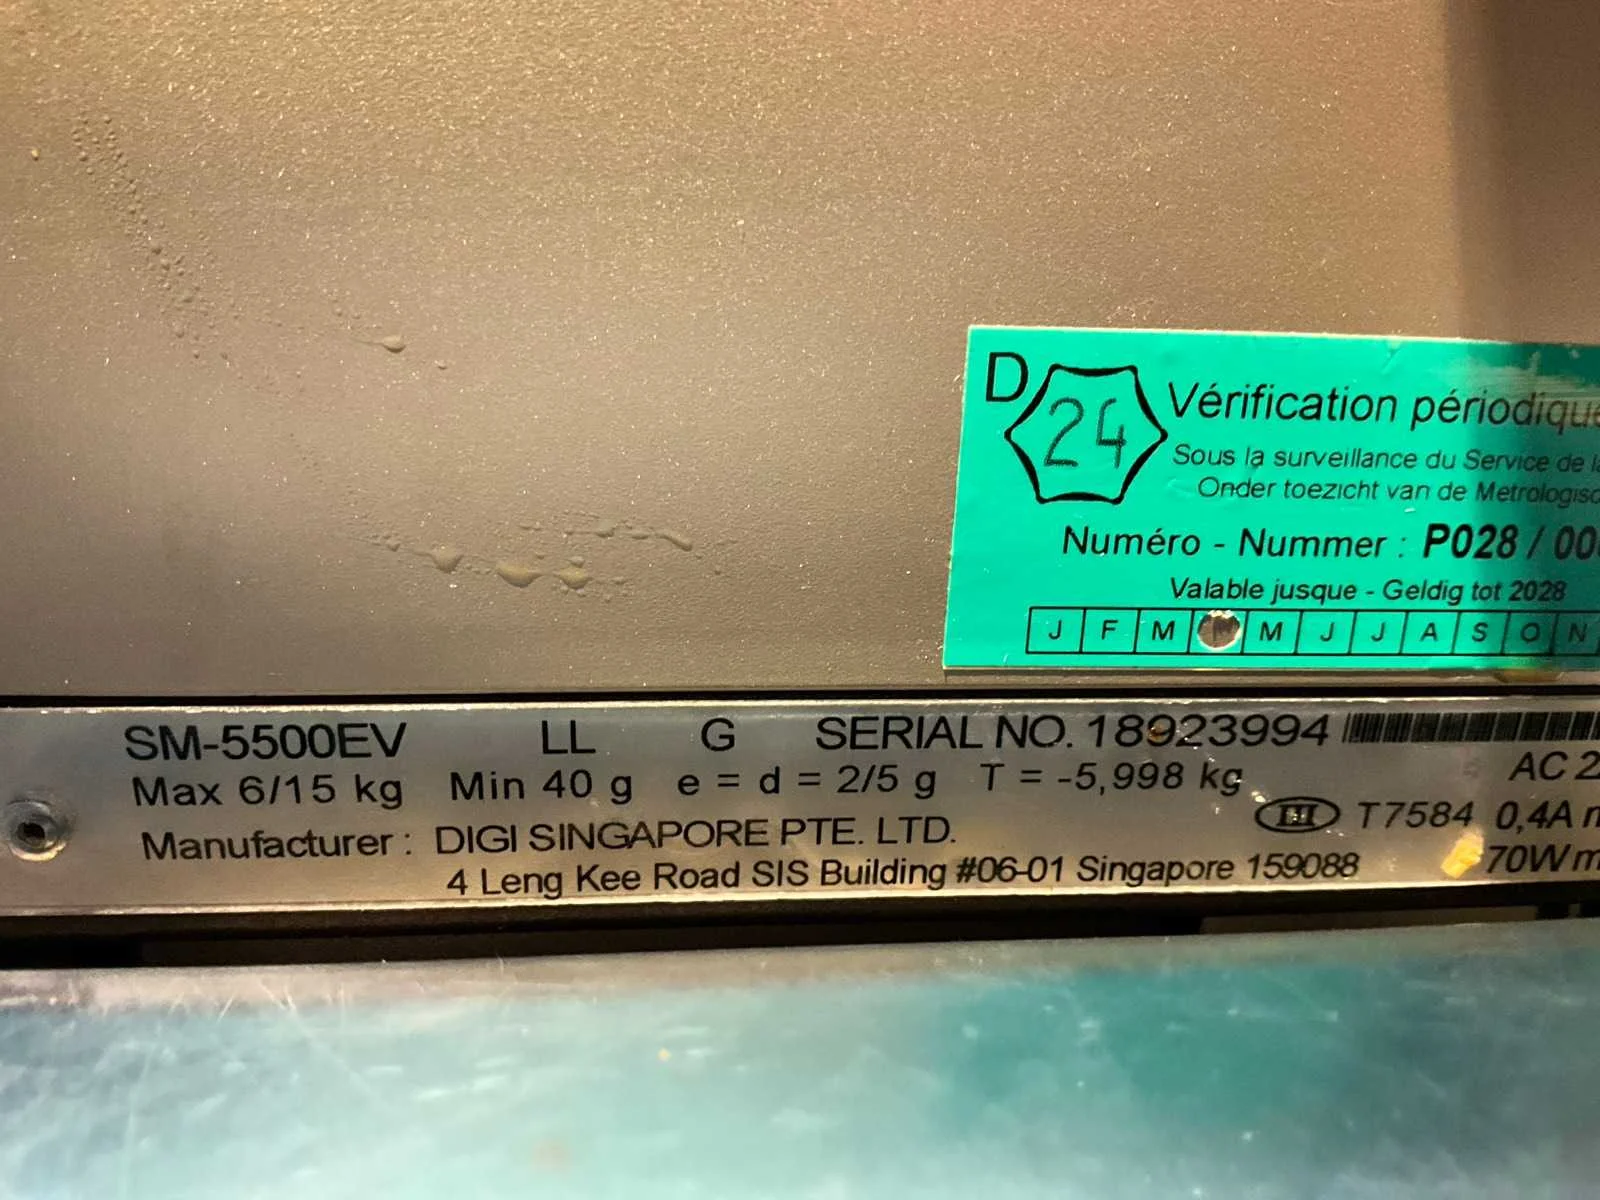 D 24 Vérification périodique
Sous la surveillance du Service de la
Onder toezicht van de
Numéro - Nummer : P028 /
Valable jusque - Geldig tot 2028
J F M M J J A S O N
SM-5500EV LL G SERIAL NO. 18923994
Max 6/15 kg Min 40 g e = d = 2/5 g T = -5,998 kg AC
III T7584 0,4A
Manufacturer : DIGI SINGAPORE PTE. LTD.
70W
4 Leng Kee Road SIS Building #06-01 Singapore 159088